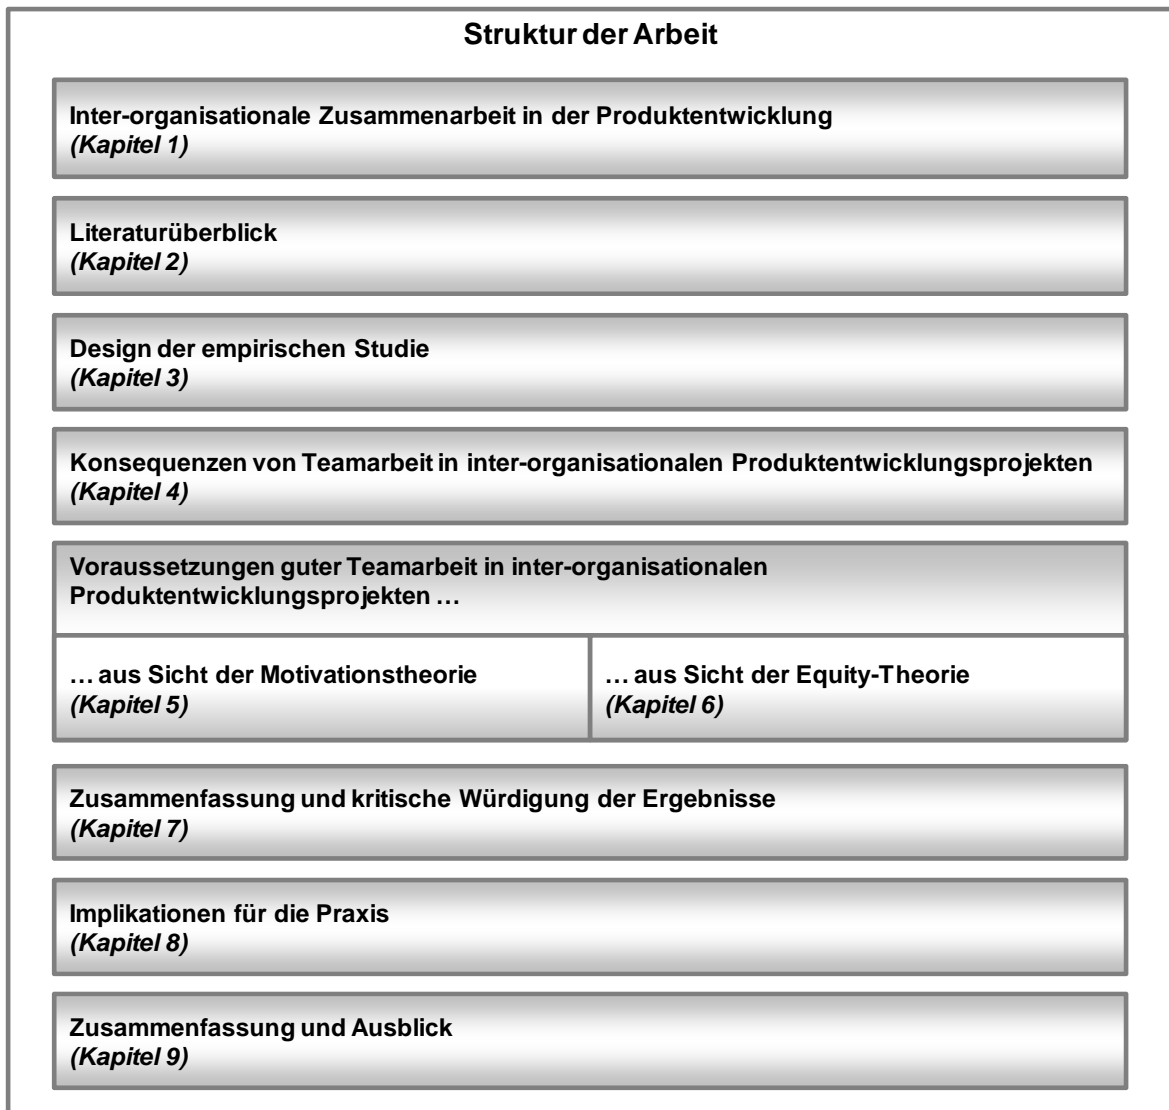 Struktur der Arbeit
Inter-organisationale Zusammenarbeit in der Produktentwicklung
(Kapitel 1)
Literaturüberblick
(Kapitel 2)
Design der empirischen Studie
(Kapitel 3)
Konsequenzen von Teamarbeit in inter-organisationalen Produktentwicklungsprojekten
(Kapitel 4)
Voraussetzungen guter Teamarbeit in inter-organisationalen
Produktentwicklungsprojekten …
… aus Sicht der Motivationstheorie
(Kapitel 5)
… aus Sicht der Equity-Theorie
(Kapitel 6)
Zusammenfassung und kritische Würdigung der Ergebnisse
(Kapitel 7)
Implikationen für die Praxis
(Kapitel 8)
Zusammenfassung und Ausblick
(Kapitel 9)